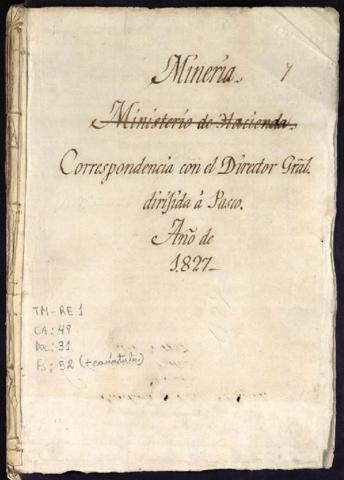 Minería. 7
Ministerio de Hacienda.
Correspondencia con el Director Gral.
dirijida á Pasco.
Año de
1827
TM-RE 1
CA: 49
Doc: 31
Fs: 52 (+carátula)